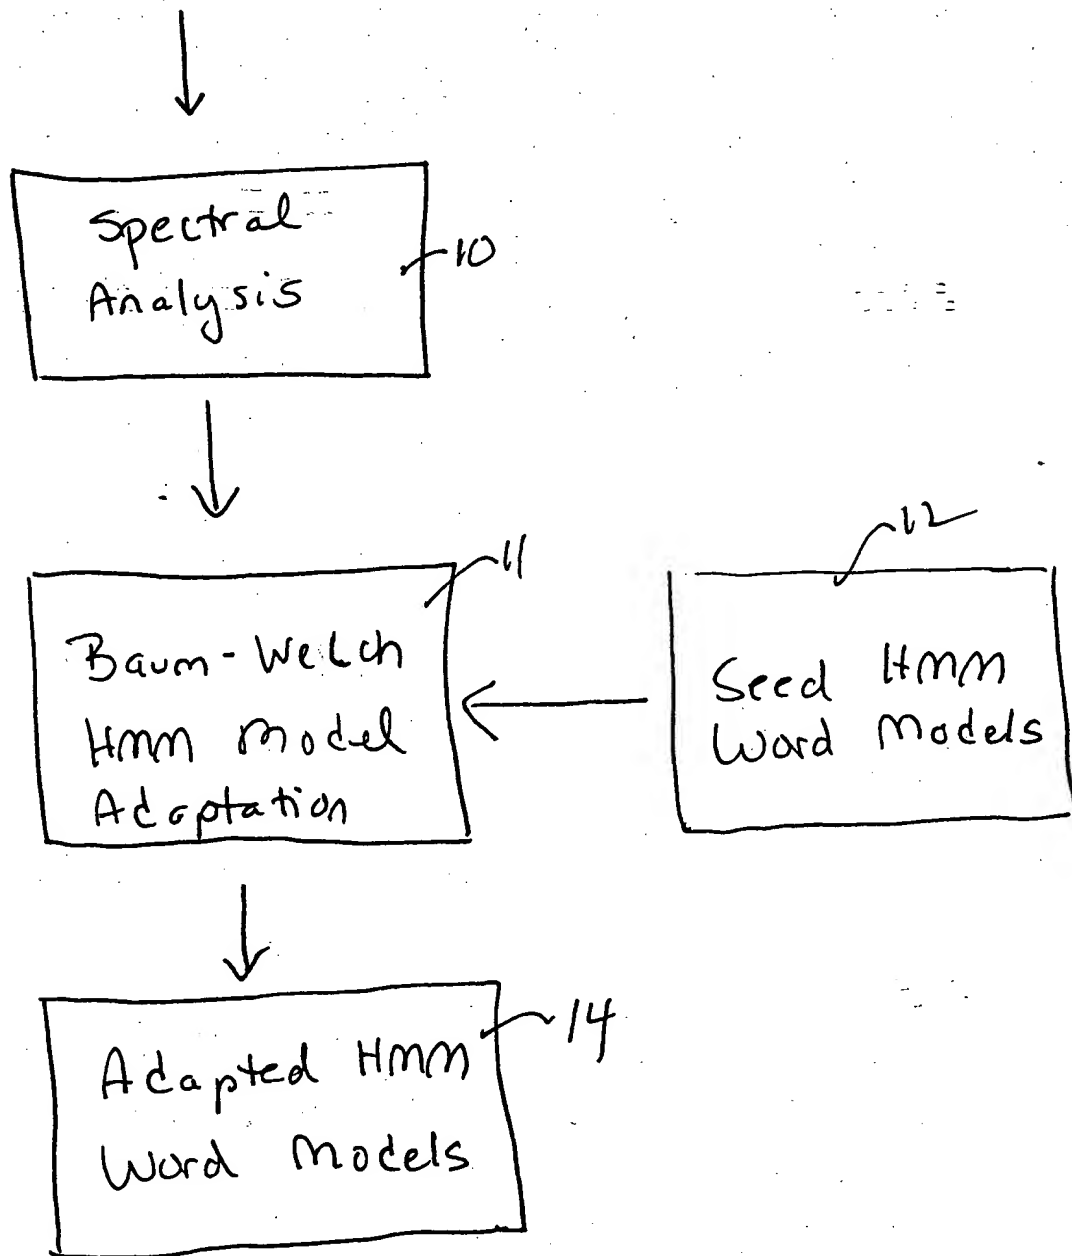 Spectral
Analysis
10
Baum-Welch
HMM Model
Adaptation
11
12
Seed HMM
Word Models
Adapted HMM
Word Models
14